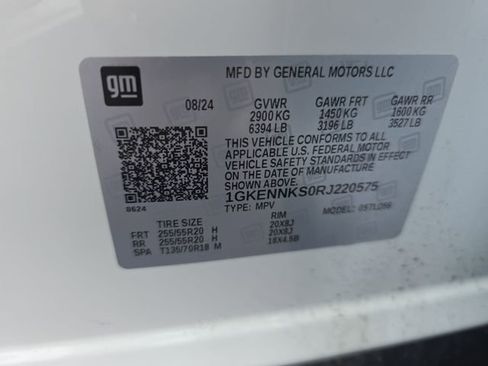 gm
MFD BY GENERAL MOTORS LLC
08/24 GVWR GAWR FRT GAWR RR
2900 KG 1450 KG 1600 KG
6394 LB 3196 LB 3527 LB
THIS VEHICLE CONFORMS TO ALL
APPLICABLE U.S. FEDERAL MOTOR
VEHICLE SAFETY STANDARDS IN EFFECT
ON THE DATE OF MANUFACTURE
SHOWN ABOVE.
1GKENNKS0RJ220575
TYPE: MPV MODEL:
8624
TIRE SIZE RIM
FRT 255/55R20 H 20X8J
RR 255/55R20 H 20X8J
SPA T135/70R18 M 18X4.5B